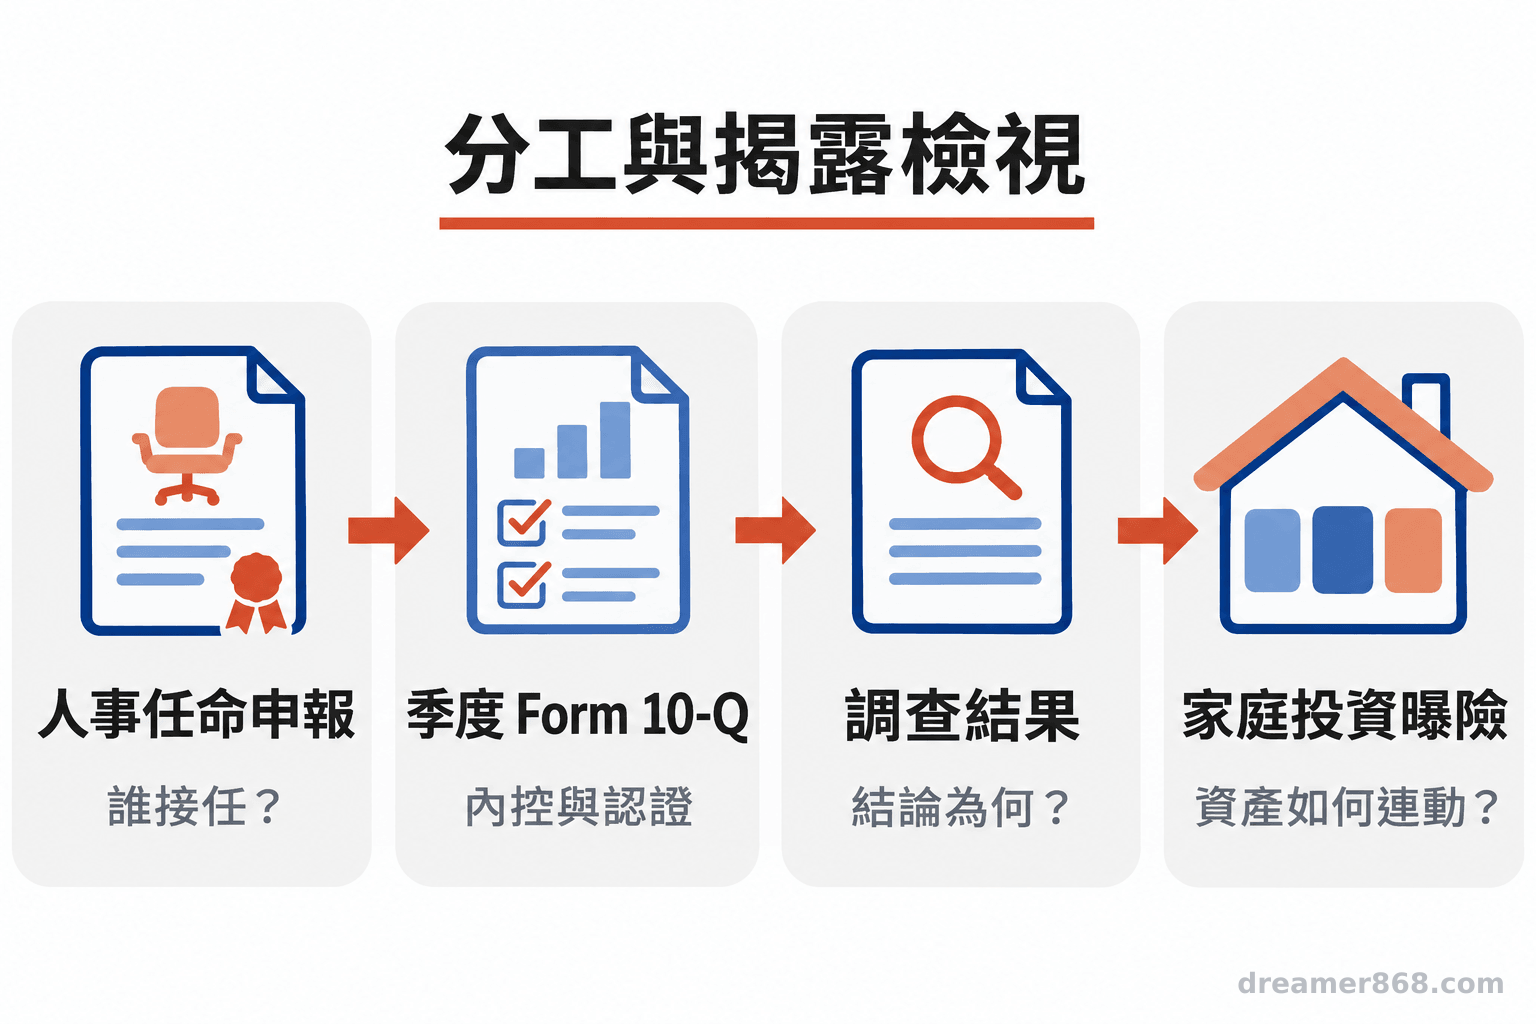 分工與揭露檢視
人事任命申報
誰接任？
季度 Form 10-Q
內控與認證
調查結果
結論為何？
家庭投資曝險
資產如何連動？
dreamer868.com